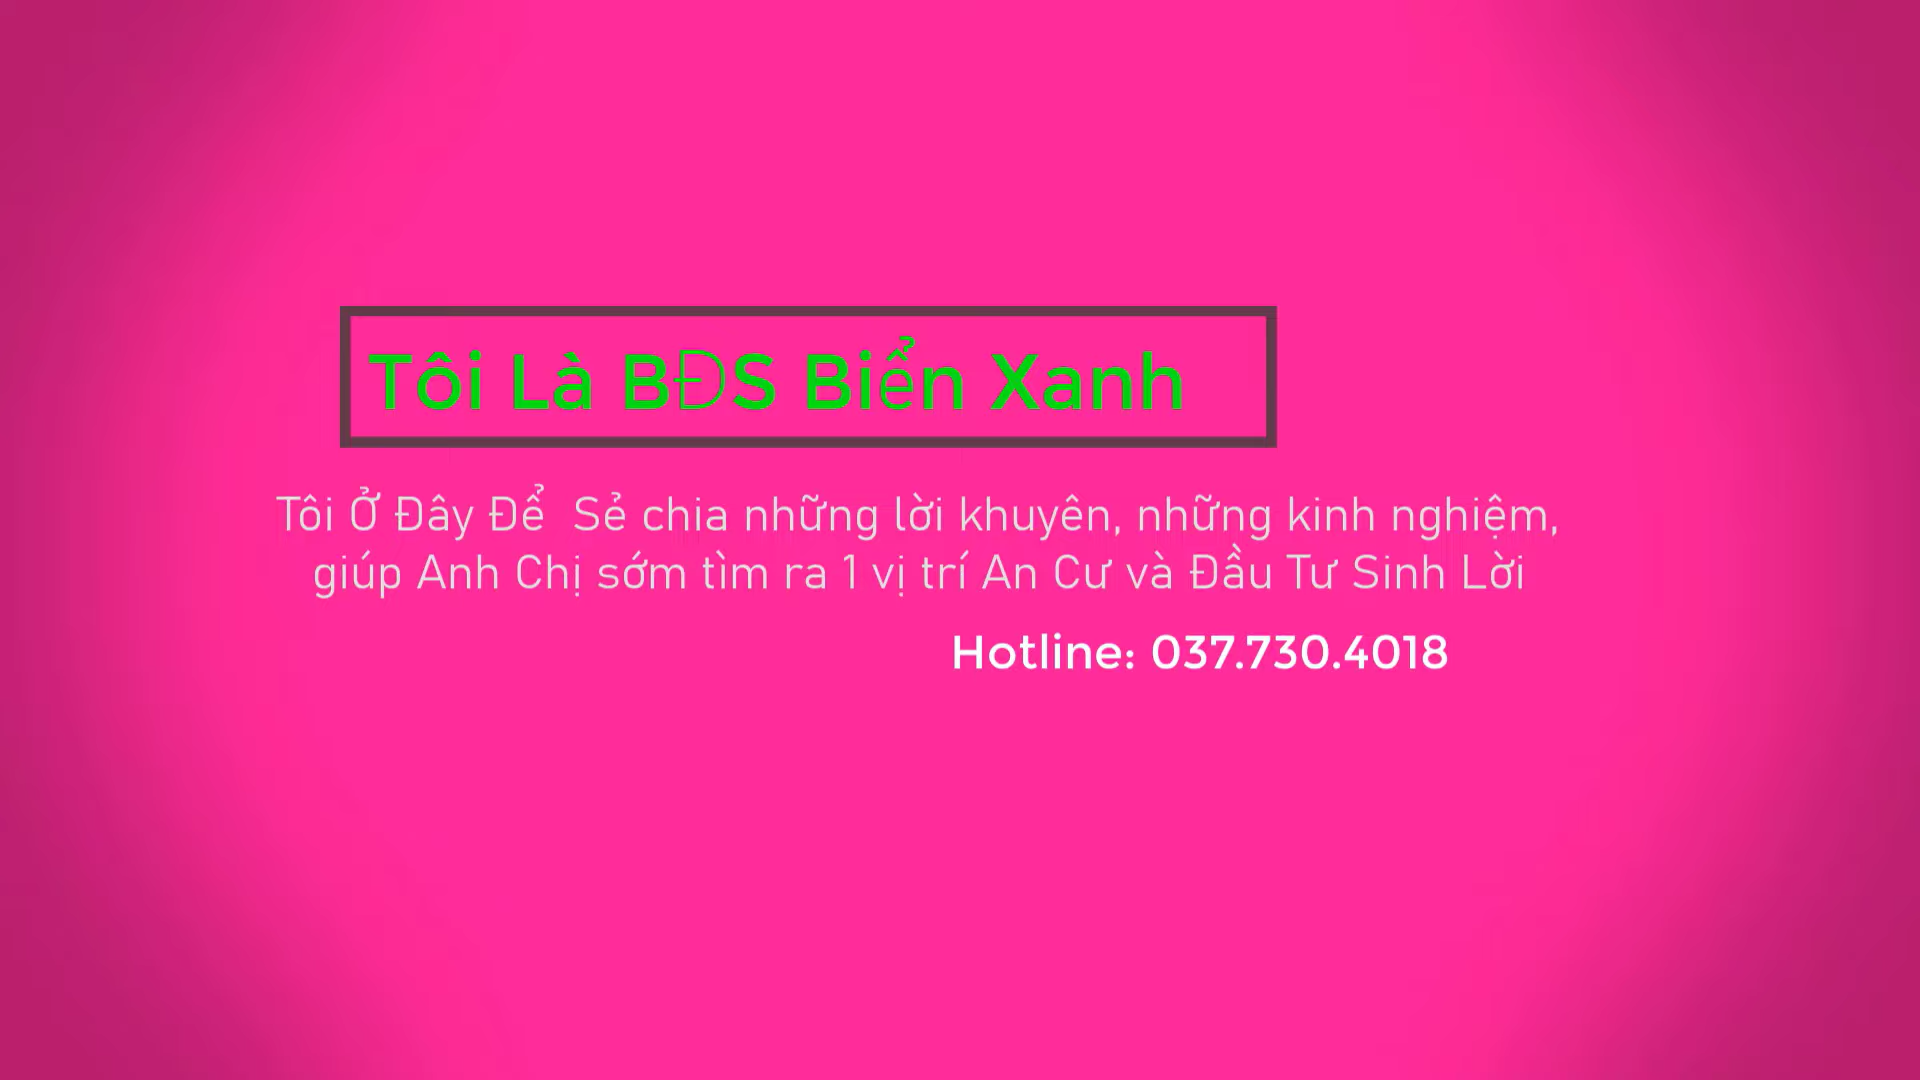 Tôi Là BĐS Biển Xanh
Tôi Ở Đây Để  Sẻ chia những lời khuyên, những kinh nghiệm,
giúp Anh Chị sớm tìm ra 1 vị trí An Cư và Đầu Tư Sinh Lời
Hotline: 037.730.4018